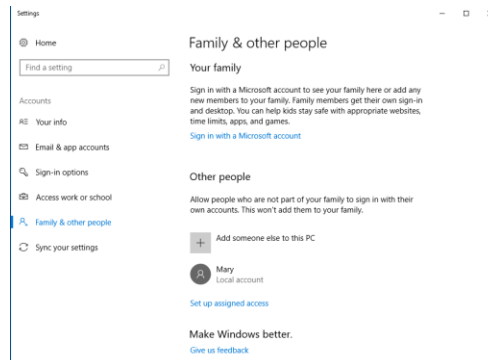 Settings
Home
Find a setting
Accounts
Your info
Email & app accounts
Sign-in options
Access work or school
Family & other people
Sync your settings
Family & other people
Your family
Sign in with a Microsoft account to see your family here or add any
new members to your family. Family members get their own sign-in
and desktop. You can help kids stay safe with appropriate websites,
time limits, apps, and games.
Sign in with a Microsoft account
Other people
Allow people who are not part of your family to sign in with their
own accounts. This won't add them to your family.
Add someone else to this PC
Mary
Local account
Set up assigned access
Make Windows better.
Give us feedback